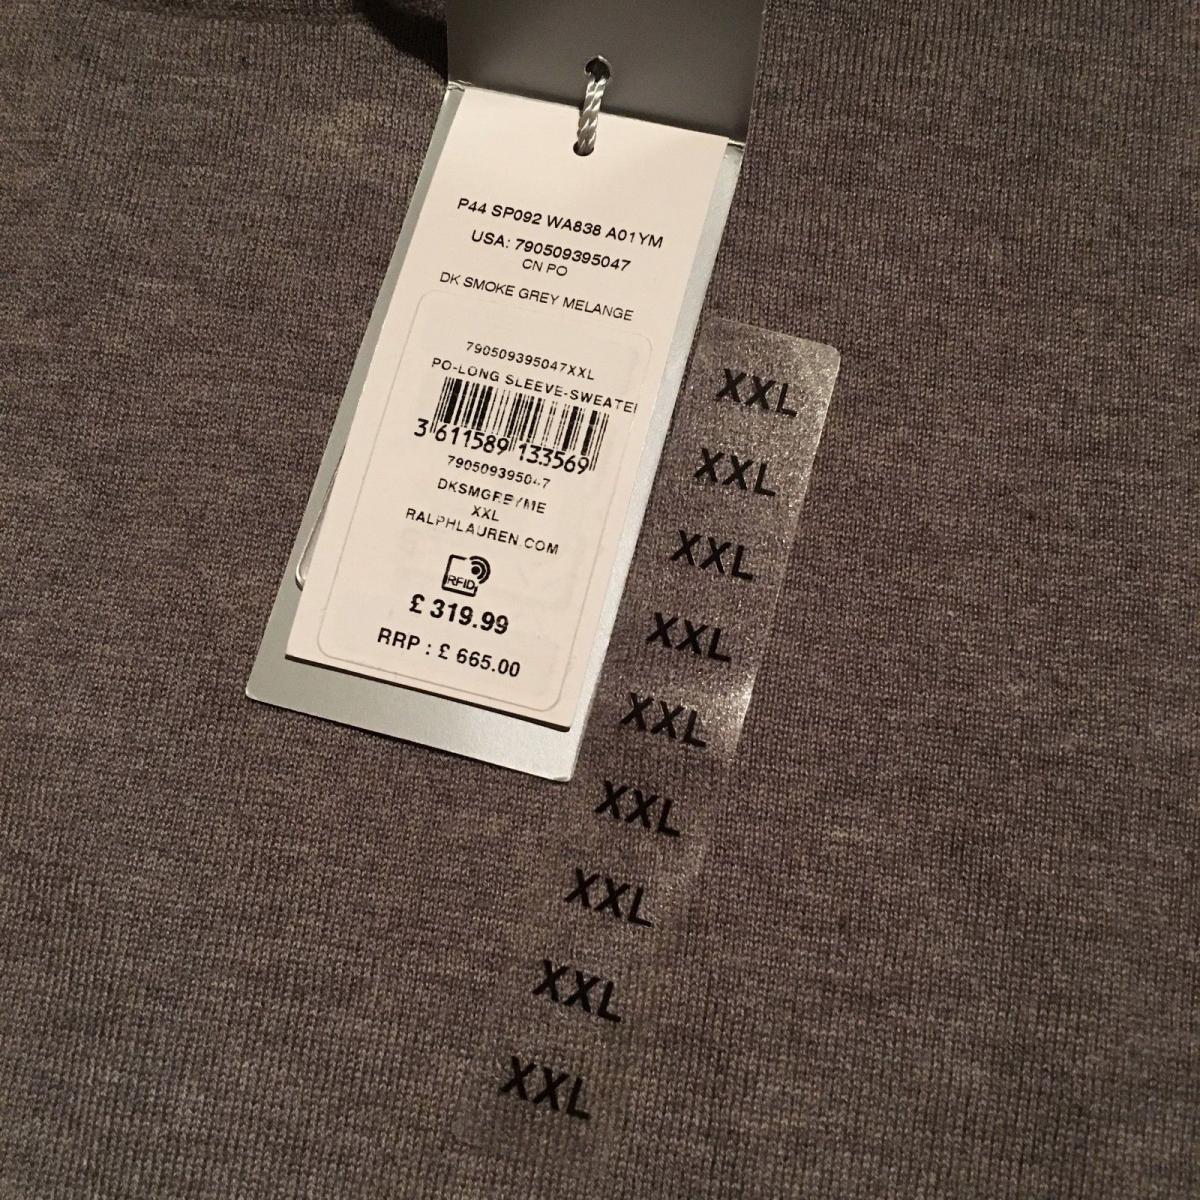 P44 SP092 WA838 A01YM
USA: 790509395047
CN PO
DK SMOKE GREY MELANGE
790509395047XXL
PO-LONG SLEEVE-SWEATE
3 611589 133569
790509395047
DKSMGREYME
XXL
RALPHLAUREN.COM
RFID
£ 319.99
RRP : £ 665.00
XXL
XXL
XXL
XXL
XXL
XXL
XXL
XXL
XXL